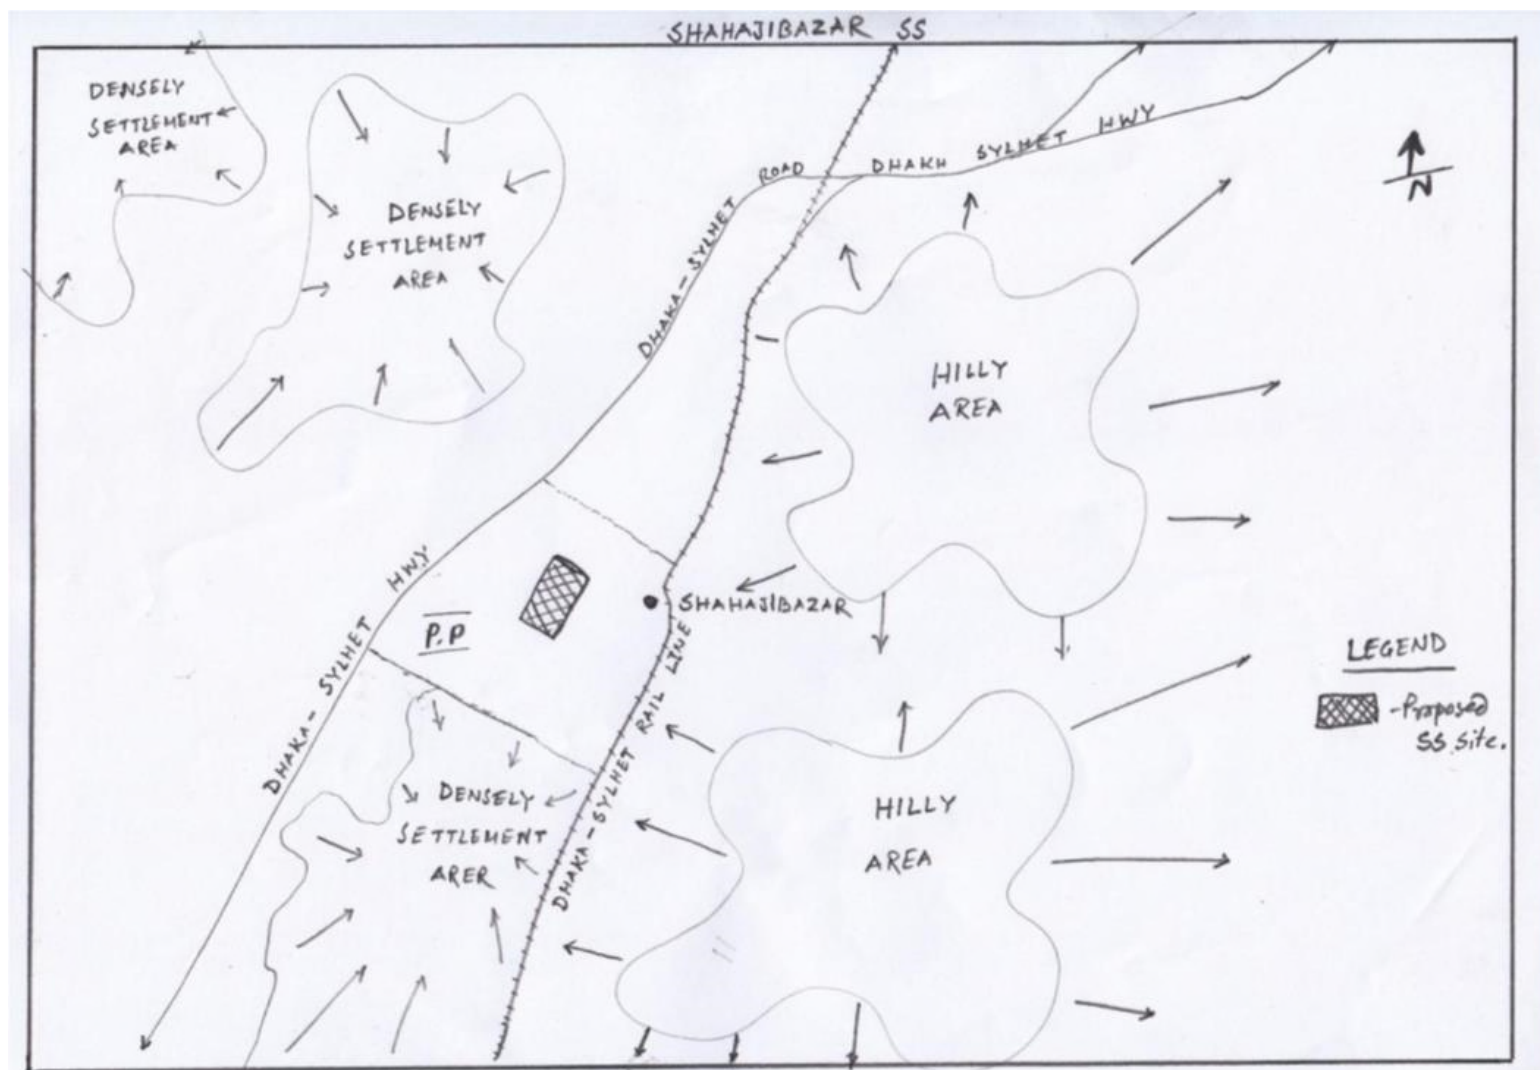 SHAHAJIBAZAR SS
DENSELY
SETTLEMENT
AREA
DENSELY
SETTLEMENT
AREA
DHAKA-SYLHET ROAD
DHAKH SYLHET HWY
N
HILLY
AREA
DHAKA-SYLHET HWY
P.P
SHAHAJIBAZAR
DHAKA-SYLHET RAIL LINE
LEGEND
-Proposed
SS Site.
DENSELY
SETTLEMENT
ARER
HILLY
AREA